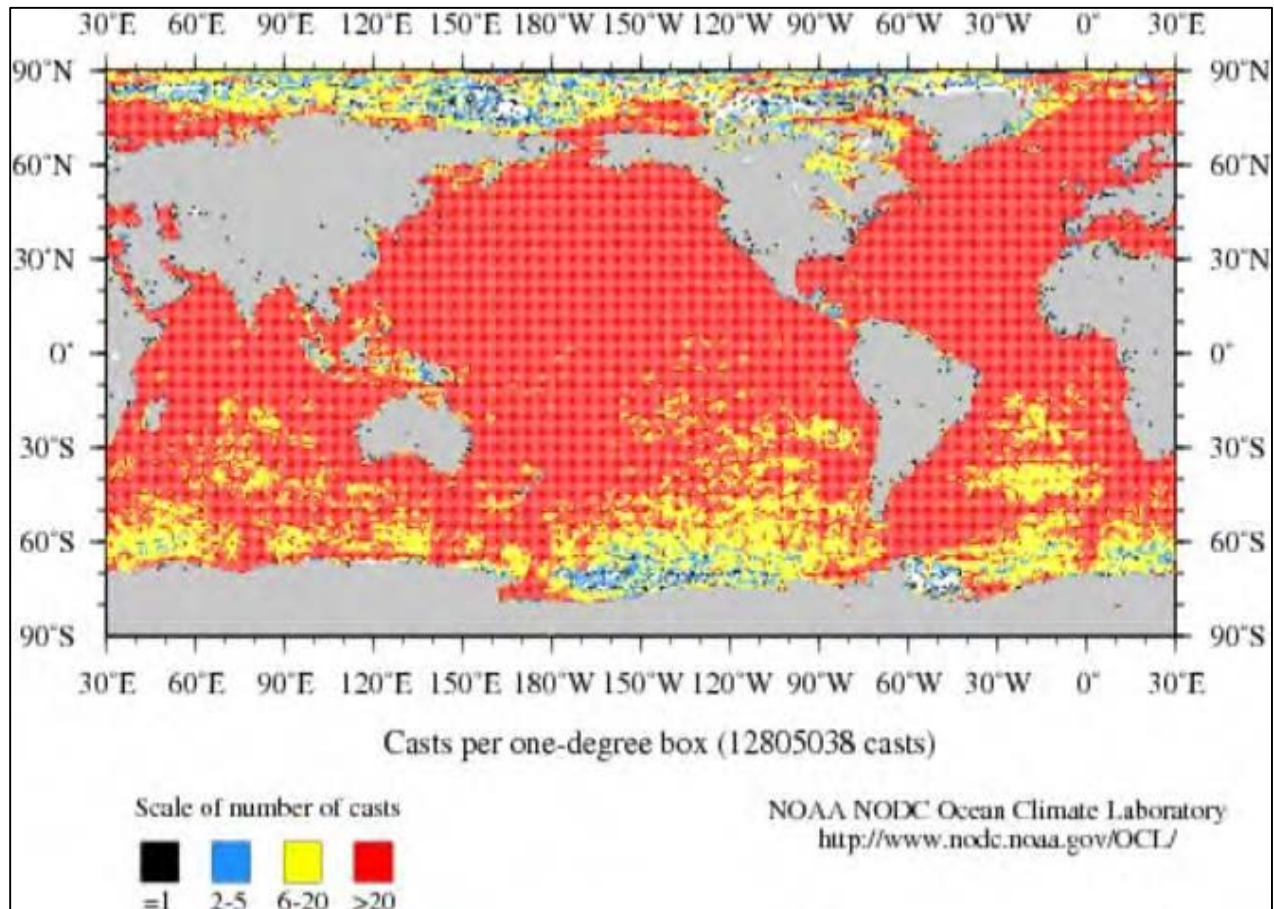 30°E 60°E 90°E 120°E 150°E 180°W 150°W 120°W 90°W 60°W 30°W 0° 30°E
90°N 90°N
60°N 60°N
30°N 30°N
0° 0°
30°S 30°S
60°S 60°S
90°S 90°S
30°E 60°E 90°E 120°E 150°E 180°W 150°W 120°W 90°W 60°W 30°W 0° 30°E
Casts per one-degree box (12805038 casts)
Scale of number of casts
=1 2-5 6-20 >20
NOAA NODC Ocean Climate Laboratory
http://www.nodc.noaa.gov/OCL/